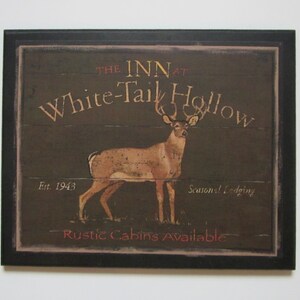 THE INN AT
White-Tail Hollow
Est. 1943
Seasonal Lodging
Rustic Cabins Available